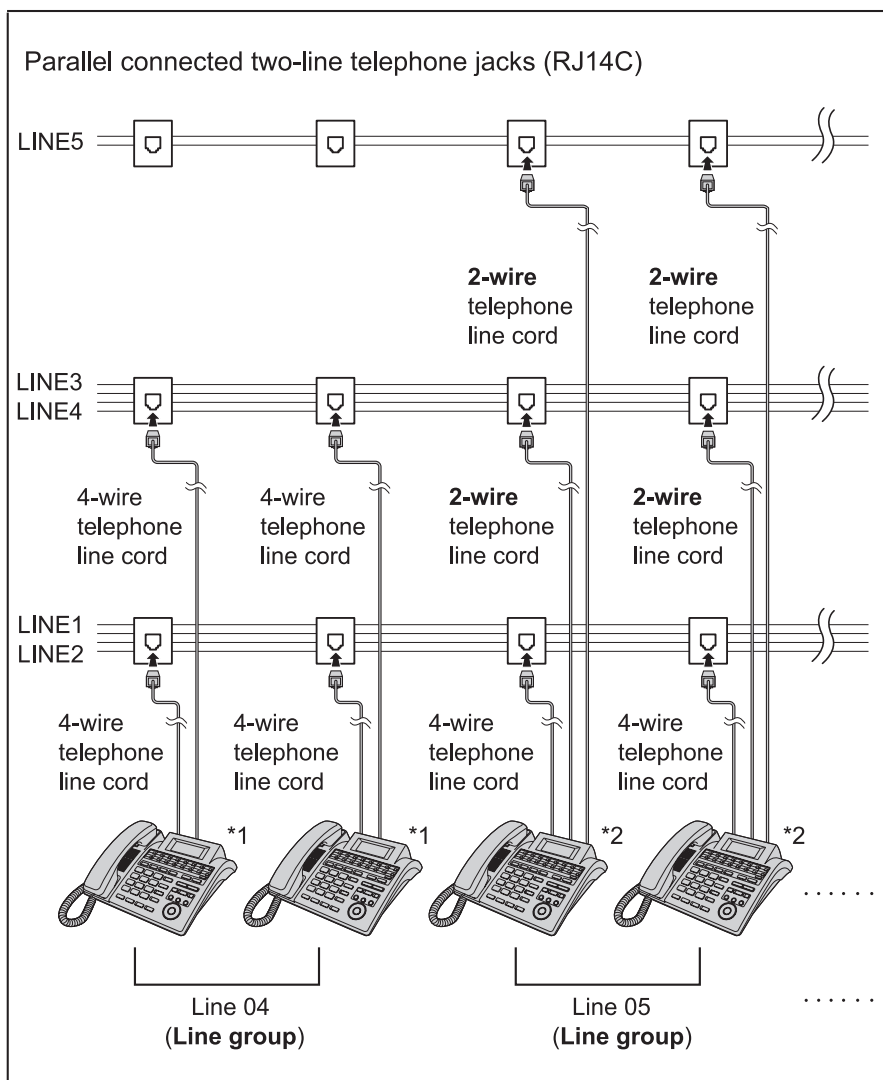 Parallel connected two-line telephone jacks (RJ14C)
LINE5
2-wire
telephone
line cord
2-wire
telephone
line cord
LINE3
LINE4
4-wire
telephone
line cord
4-wire
telephone
line cord
2-wire
telephone
line cord
2-wire
telephone
line cord
LINE1
LINE2
4-wire
telephone
line cord
4-wire
telephone
line cord
4-wire
telephone
line cord
4-wire
telephone
line cord
*1
*1
*2
*2
......
Line 04
(Line group)
Line 05
(Line group)
......